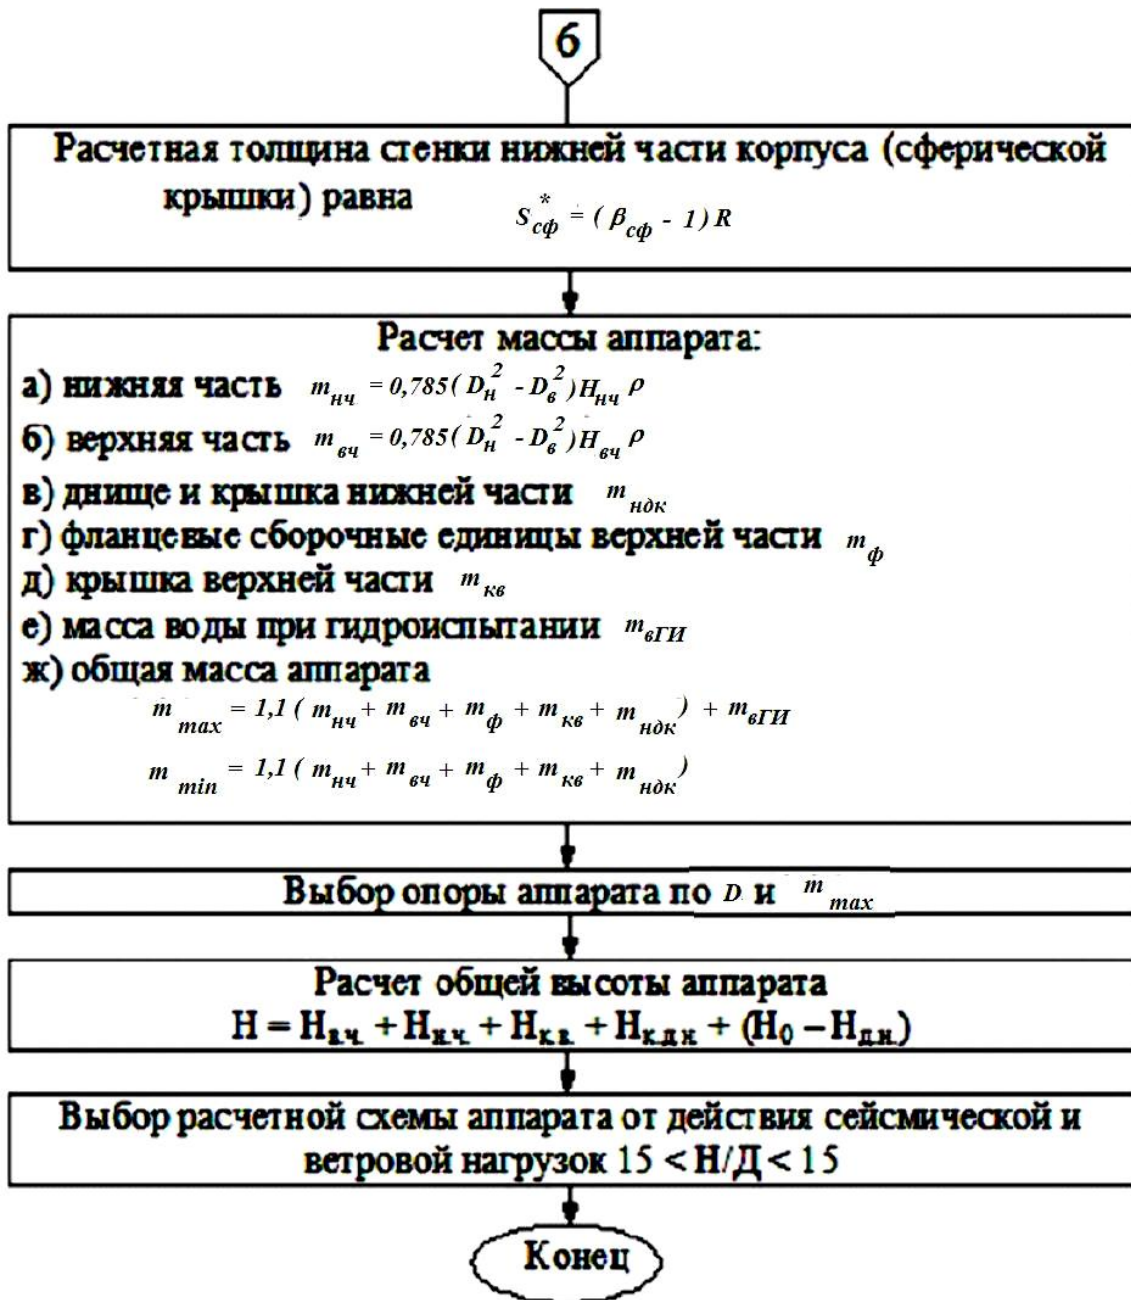 6
Расчетная толщина стенки нижней части корпуса (сферической
крышки) равна S*сф = ( βсф - 1) R
Расчет массы аппарата:
а) нижняя часть mнч = 0,785( Dн² - Dв²)Hнч ρ
б) верхняя часть mвч = 0,785( Dн² - Dв²)Hвч ρ
в) днище и крышка нижней части mндк
г) фланцевые сборочные единицы верхней части mф
д) крышка верхней части mкв
е) масса воды при гидроиспытании mвГИ
ж) общая масса аппарата
m max = 1,1 ( mнч + mвч + mф + mкв + mндк ) + mвГИ
m min = 1,1 ( mнч + mвч + mф + mкв + mндк )
Выбор опоры аппарата по D и m max
Расчет общей высоты аппарата
H = Hв.ч. + Hн.ч. + Hк.в. + Hк.д.н. + (H0 – Hд.н.)
Выбор расчетной схемы аппарата от действия сейсмической и
ветровой нагрузок 15 < Н/Д < 15
Конец